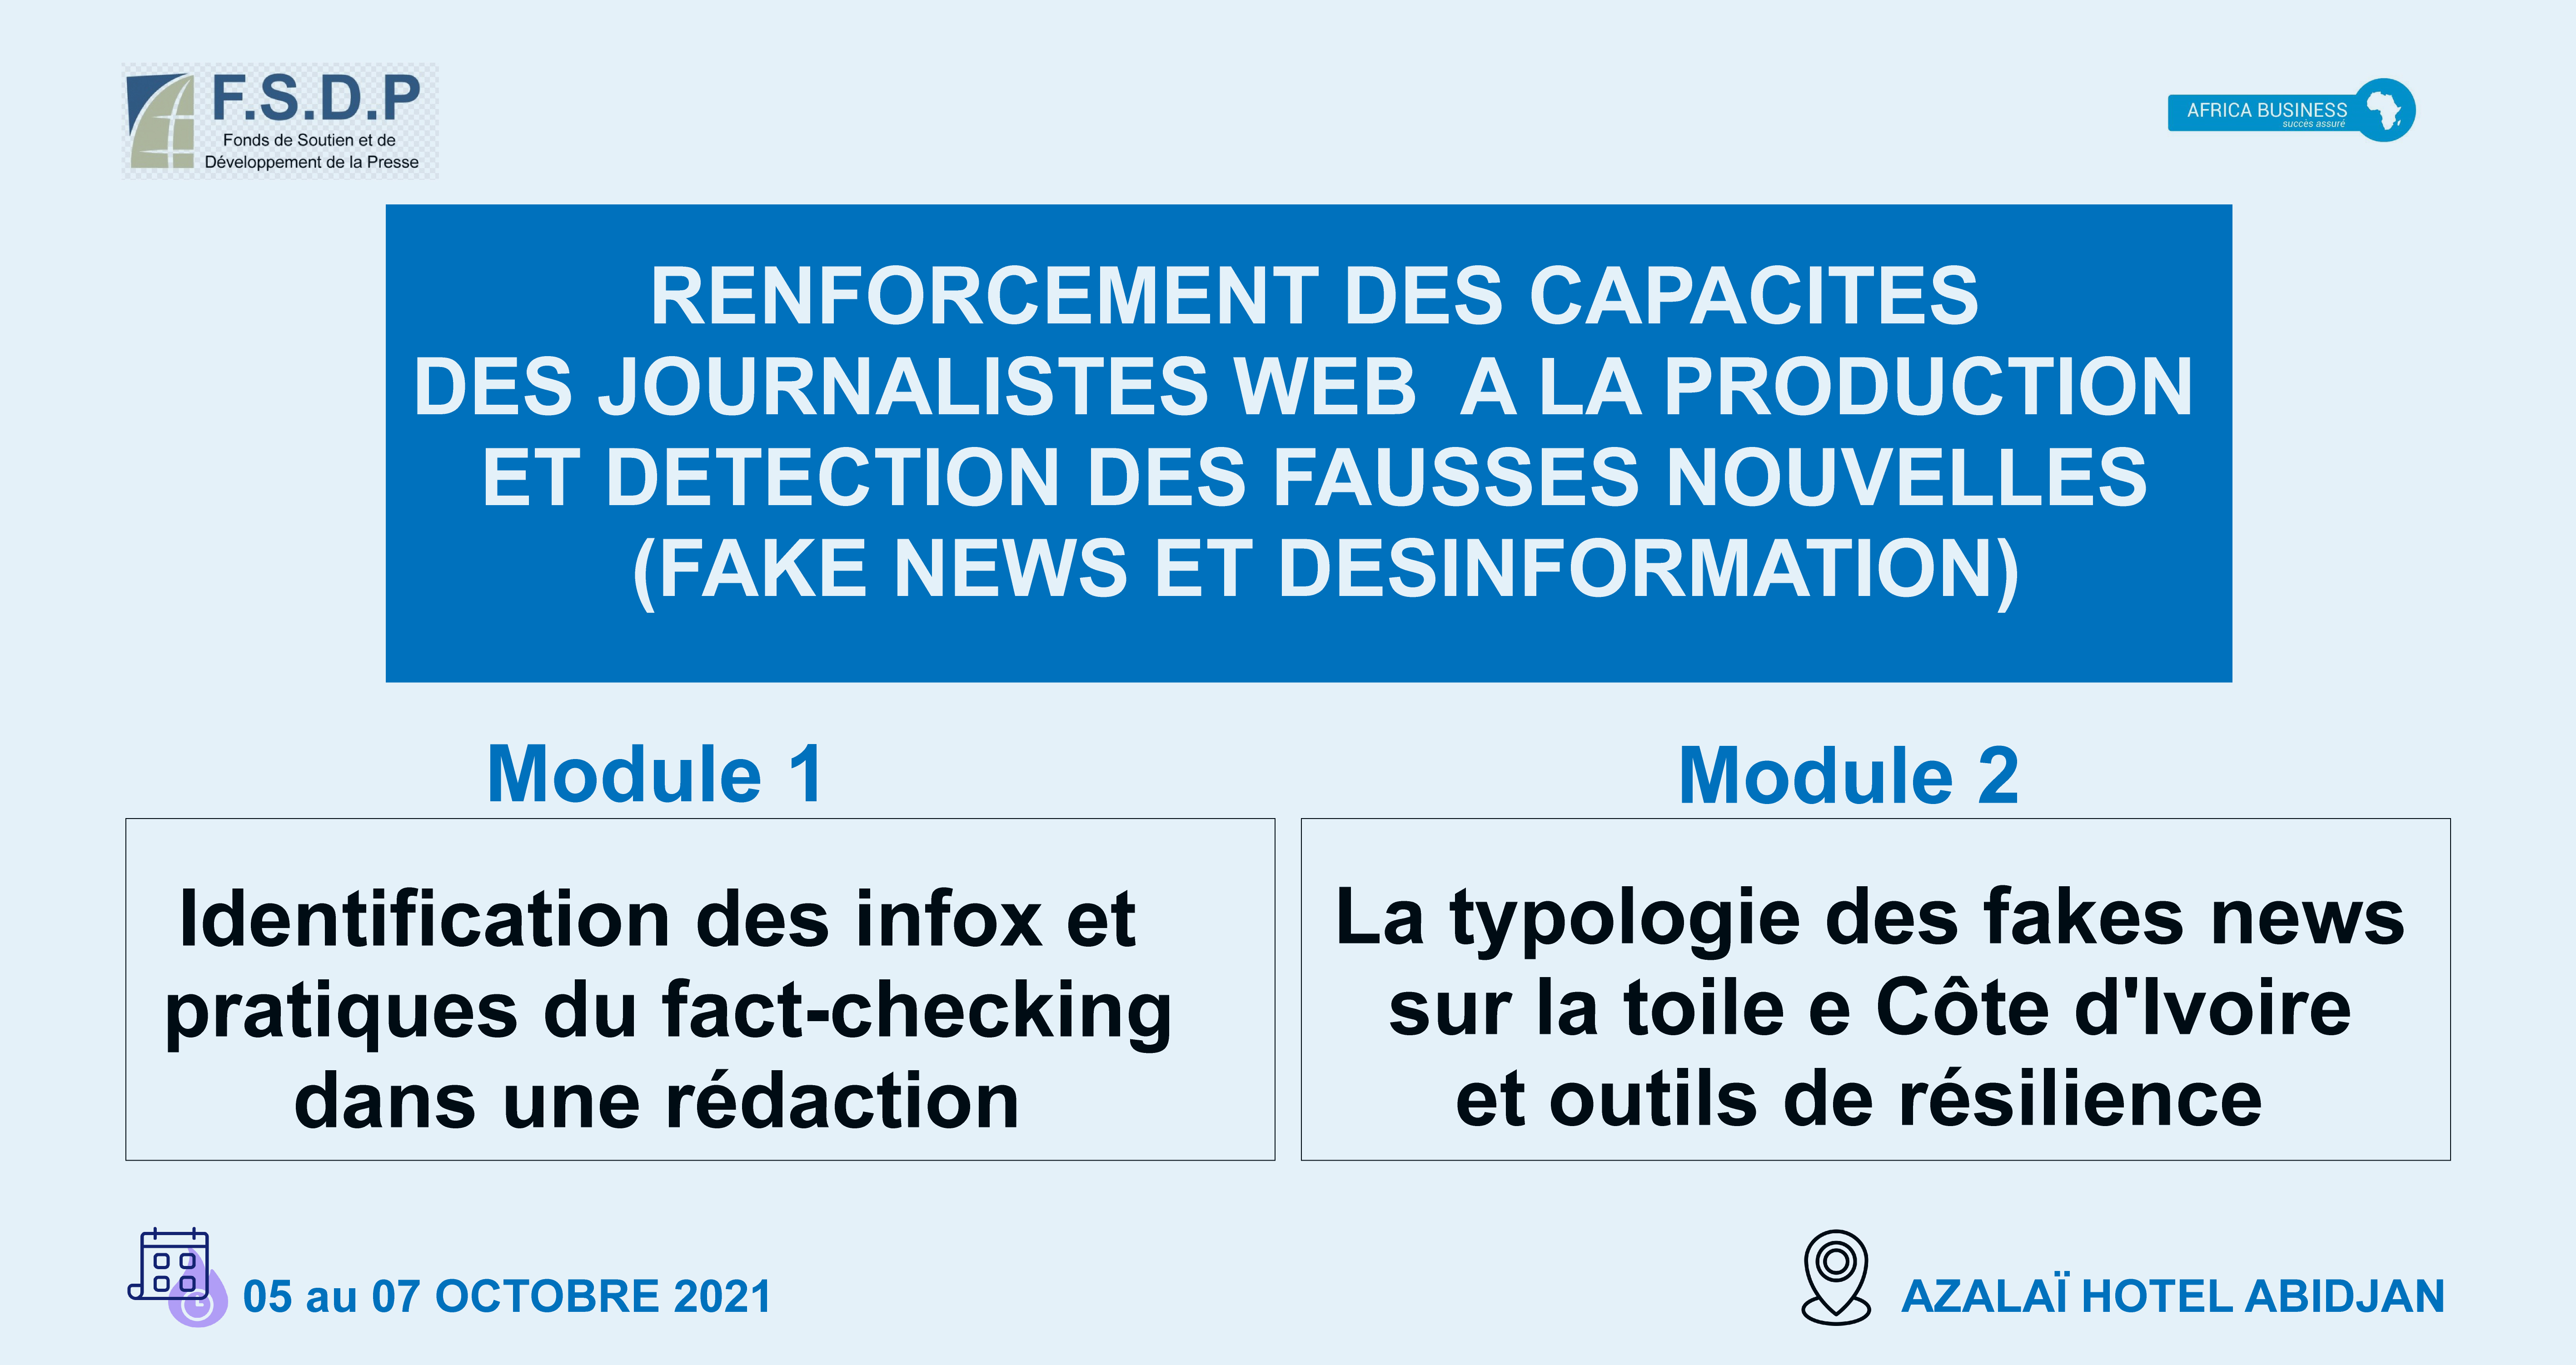 F.S.D.P
Fonds de Soutien et de
Développement de la Presse
AFRICA BUSINESS
succès assuré
RENFORCEMENT DES CAPACITES
DES JOURNALISTES WEB A LA PRODUCTION
ET DETECTION DES FAUSSES NOUVELLES
(FAKE NEWS ET DESINFORMATION)
Module 1
Identification des infox et
pratiques du fact-checking
dans une rédaction
Module 2
La typologie des fakes news
sur la toile e Côte d'Ivoire
et outils de résilience
05 au 07 OCTOBRE 2021
AZALAÏ HOTEL ABIDJAN